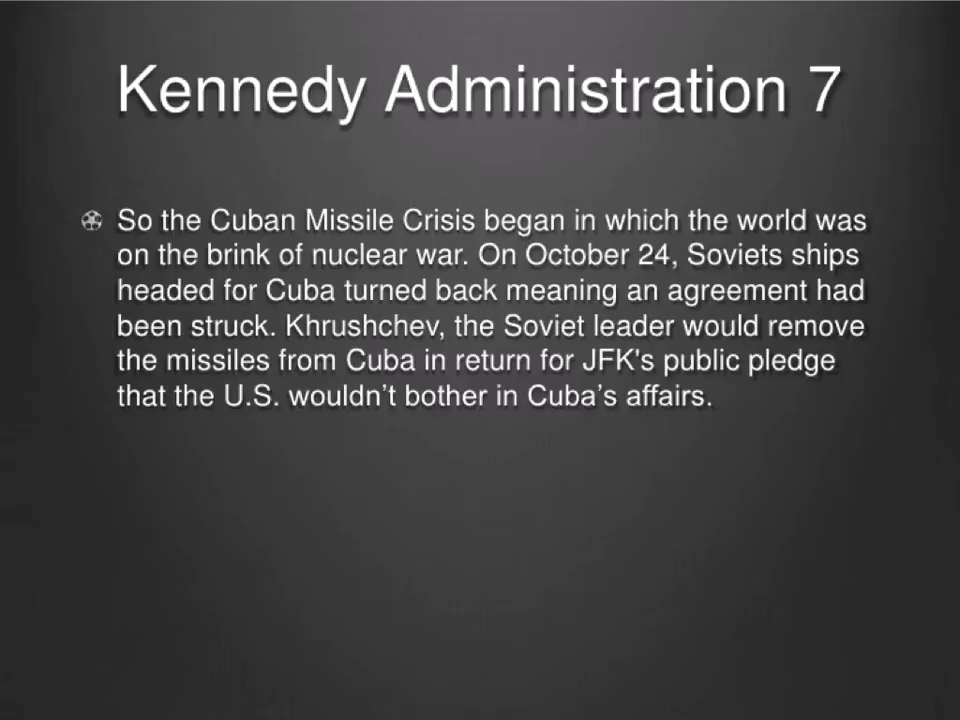 Kennedy Administration 7
So the Cuban Missile Crisis began in which the world was
on the brink of nuclear war. On October 24, Soviets ships
headed for Cuba turned back meaning an agreement had
been struck. Khrushchev, the Soviet leader would remove
the missiles from Cuba in return for JFK's public pledge
that the U.S. wouldn’t bother in Cuba’s affairs.